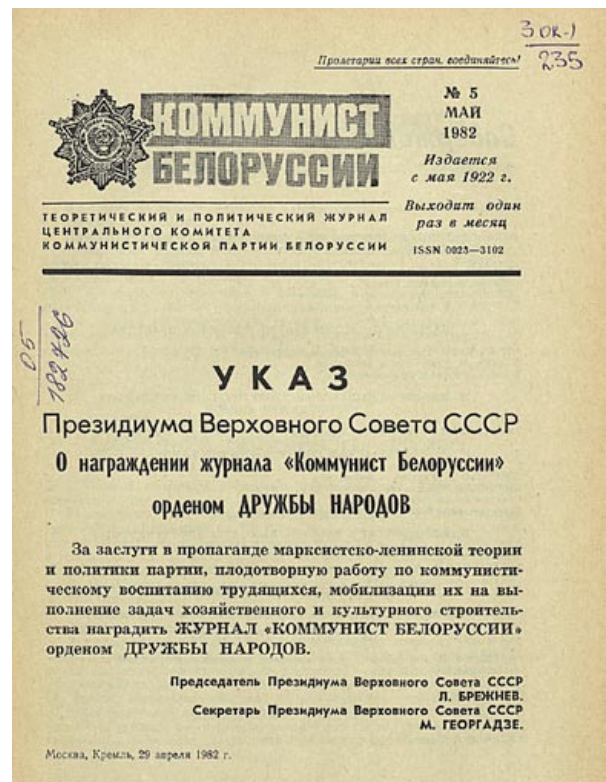 3 ОК-1
235
Пролетарии всех стран, соединяйтесь!
КОММУНИСТ
БЕЛОРУССИИ
ТЕОРЕТИЧЕСКИЙ И ПОЛИТИЧЕСКИЙ ЖУРНАЛ
ЦЕНТРАЛЬНОГО КОМИТЕТА
КОММУНИСТИЧЕСКОЙ ПАРТИИ БЕЛОРУССИИ
№ 5
МАЙ
1982
Издается
с мая 1922 г.
Выходит один
раз в месяц
ISSN 0023—3102
05
182426
УКАЗ
Президиума Верховного Совета СССР
О награждении журнала «Коммунист Белоруссии»
орденом ДРУЖБЫ НАРОДОВ
За заслуги в пропаганде марксистско-ленинской теории
и политики партии, плодотворную работу по коммунисти-
ческому воспитанию трудящихся, мобилизации их на вы-
полнение задач хозяйственного и культурного строитель-
ства наградить ЖУРНАЛ «КОММУНИСТ БЕЛОРУССИИ»
орденом ДРУЖБЫ НАРОДОВ.
Председатель Президиума Верховного Совета СССР
Л. БРЕЖНЕВ.
Секретарь Президиума Верховного Совета СССР
М. ГЕОРГАДЗЕ.
Москва, Кремль, 29 апреля 1982 г.